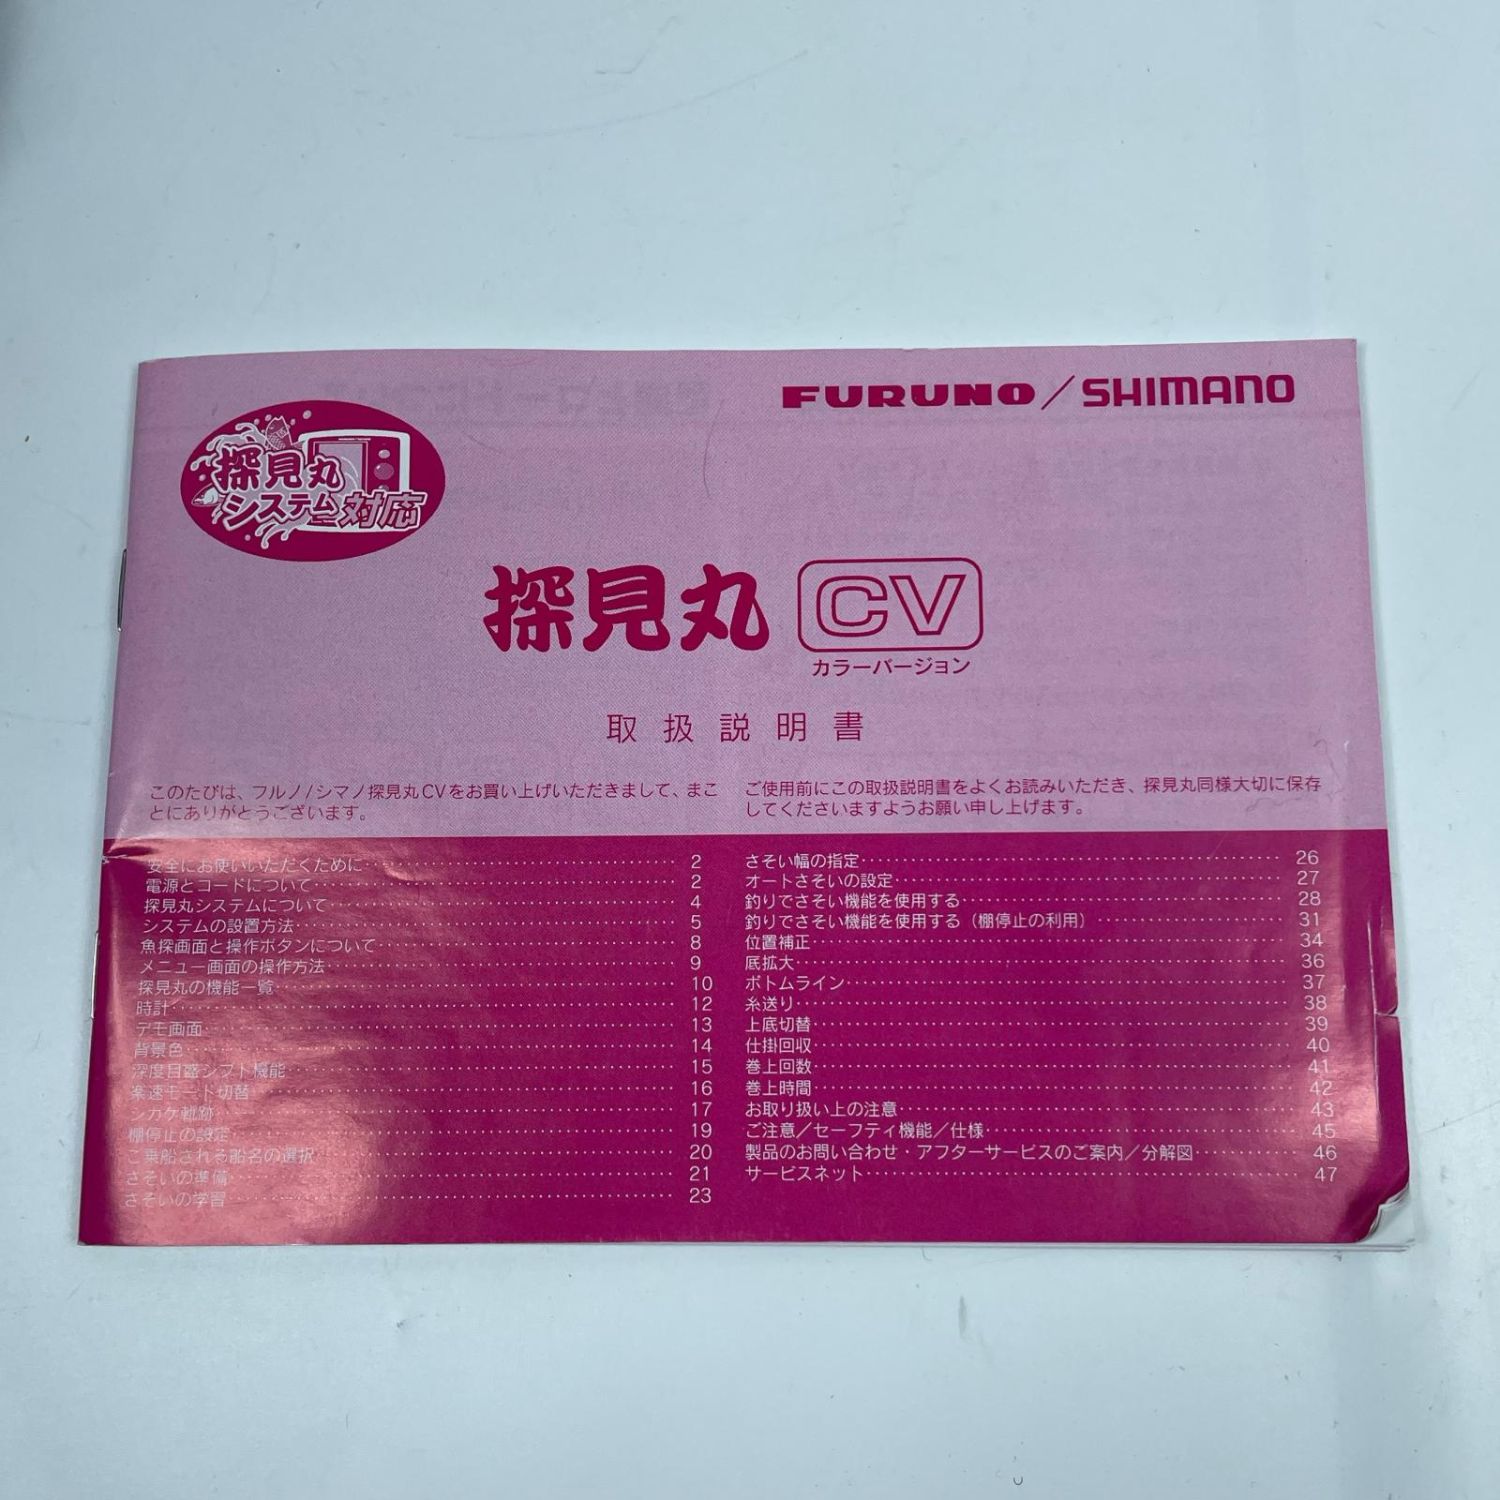 FURUNO/SHIMANO
探見丸
システム対応
探見丸 CV
カラーバージョン
取扱説明書
このたびは、フルノ/シマノ探見丸CVをお買い上げいただきまして、まこ
とにありがとうございます。
ご使用前にこの取扱説明書をよくお読みいただき、探見丸同様大切に保存
してくださいますようお願い申し上げます。
安全にお使いいただくために 2
電源とコードについて 2
探見丸システムについて 4
システムの設置方法 5
魚探画面と操作ボタンについて 8
メニュー画面の操作方法 9
探見丸の機能一覧 10
時計 12
デモ画面 13
背景色 14
深度目盛シフト機能 15
楽速モード切替 16
シカケ軌跡 17
棚停止の設定 19
ご乗船される船名の選択 20
さそいの準備 21
さそいの学習 23
さそい幅の指定 26
オートさそいの設定 27
釣りでさそい機能を使用する 28
釣りでさそい機能を使用する(棚停止の利用) 31
位置補正 34
底拡大 36
ボトムライン 37
糸送り 38
上底切替 39
仕掛回収 40
巻上回数 41
巻上時間 42
お取り扱い上の注意 43
ご注意/セーフティ機能/仕様 45
製品のお問い合わせ・アフターサービスのご案内/分解図 46
サービスネット 47